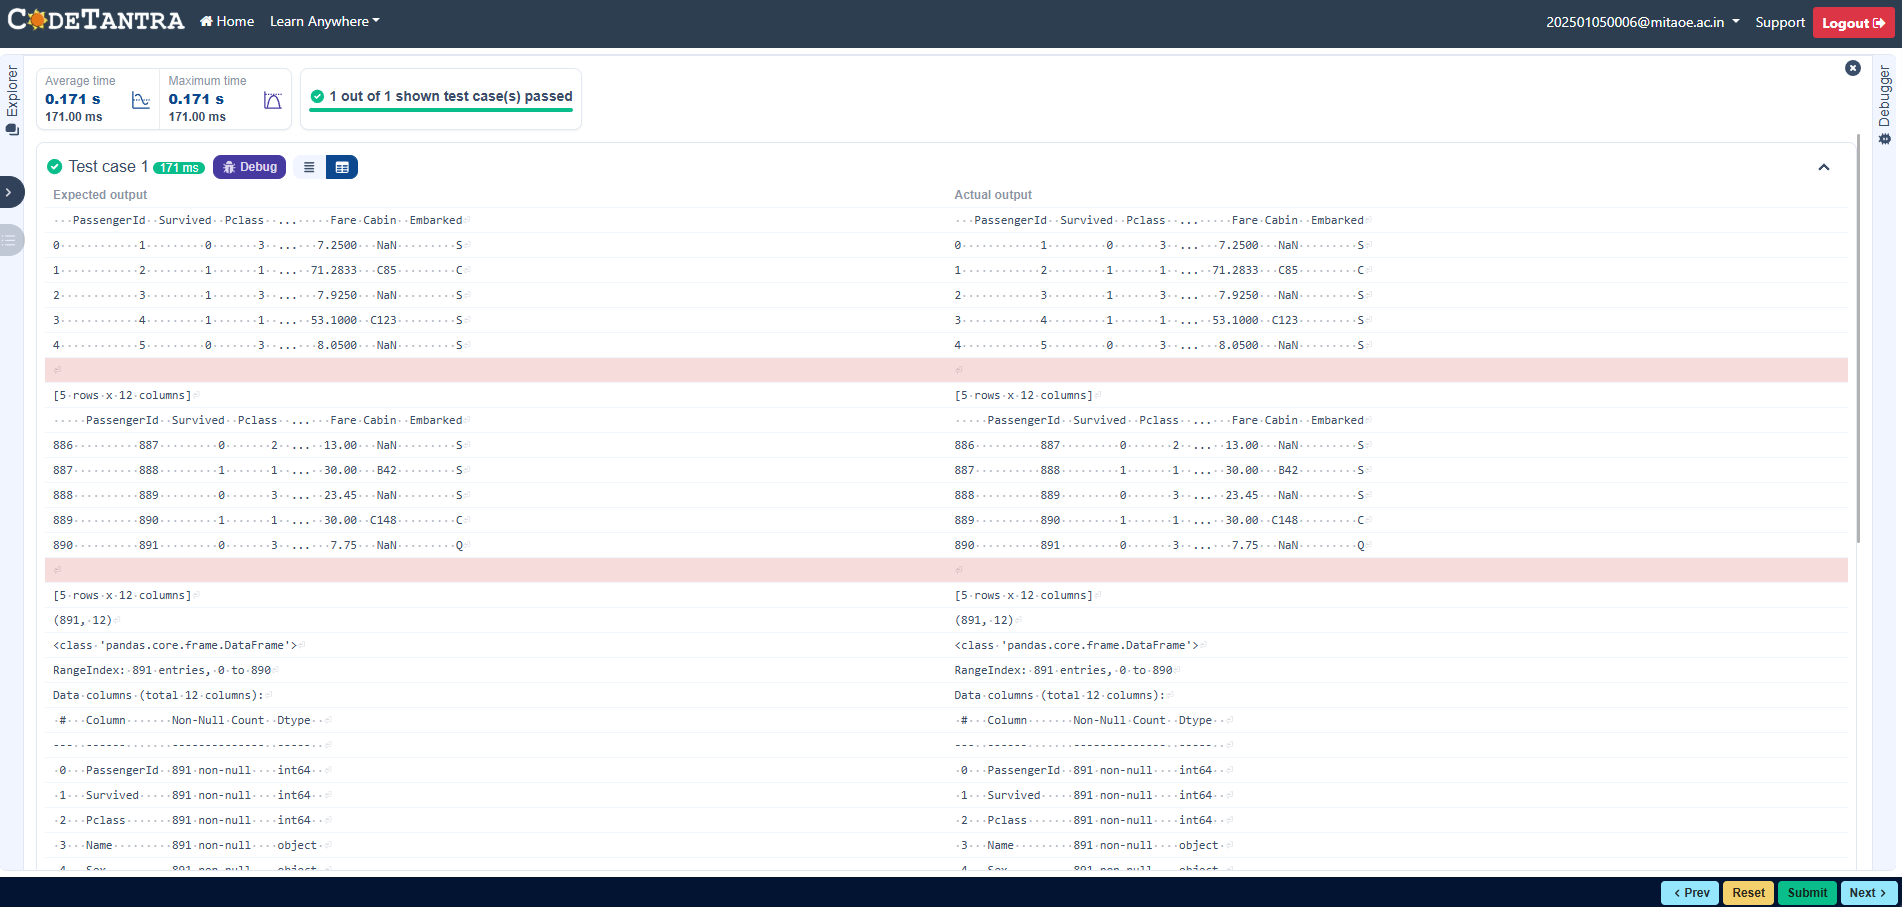 CODETANTRA Home Learn Anywhere 202501050006@mitaoe.ac.in Support Logout
Explorer
Debugger
Average time
0.171 s
171.00 ms
Maximum time
0.171 s
171.00 ms
1 out of 1 shown test case(s) passed
Test case 1 171 ms Debug
Expected output Actual output
···PassengerId··Survived··Pclass··...·····Fare·Cabin··Embarked ···PassengerId··Survived··Pclass··...·····Fare·Cabin··Embarked
0············1·········0·······3··...···7.2500···NaN·········S 0············1·········0·······3··...···7.2500···NaN·········S
1············2·········1·······1··...··71.2833···C85·········C 1············2·········1·······1··...··71.2833···C85·········C
2············3·········1·······3··...···7.9250···NaN·········S 2············3·········1·······3··...···7.9250···NaN·········S
3············4·········1·······1··...··53.1000··C123·········S 3············4·········1·······1··...··53.1000··C123·········S
4············5·········0·······3··...···8.0500···NaN·········S 4············5·········0·······3··...···8.0500···NaN·········S
[5·rows·x·12·columns] [5·rows·x·12·columns]
·····PassengerId··Survived··Pclass··...···Fare·Cabin··Embarked ·····PassengerId··Survived··Pclass··...···Fare·Cabin··Embarked
886··········887·········0·······2··...··13.00···NaN·········S 886··········887·········0·······2··...··13.00···NaN·········S
887··········888·········1·······1··...··30.00···B42·········S 887··········888·········1·······1··...··30.00···B42·········S
888··········889·········0·······3··...··23.45···NaN·········S 888··········889·········0·······3··...··23.45···NaN·········S
889··········890·········1·······1··...··30.00··C148·········C 889··········890·········1·······1··...··30.00··C148·········C
890··········891·········0·······3··...···7.75···NaN·········Q 890··········891·········0·······3··...···7.75···NaN·········Q
[5·rows·x·12·columns] [5·rows·x·12·columns]
(891,·12) (891,·12)
<class·'pandas.core.frame.DataFrame'> <class·'pandas.core.frame.DataFrame'>
RangeIndex:·891·entries,·0·to·890 RangeIndex:·891·entries,·0·to·890
Data·columns·(total·12·columns): Data·columns·(total·12·columns):
·#···Column·······Non-Null·Count··Dtype·· ·#···Column·······Non-Null·Count··Dtype··
---··------·······--------------··-----·· ---··------·······--------------··-----··
·0···PassengerId··891·non-null····int64·· ·0···PassengerId··891·non-null····int64··
·1···Survived·····891·non-null····int64·· ·1···Survived·····891·non-null····int64··
·2···Pclass·······891·non-null····int64·· ·2···Pclass·······891·non-null····int64··
·3···Name·········891·non-null····object· ·3···Name·········891·non-null····object·
·4···Sex··········891·non-null····object· ·4···Sex··········891·non-null····object·
Prev Reset Submit Next